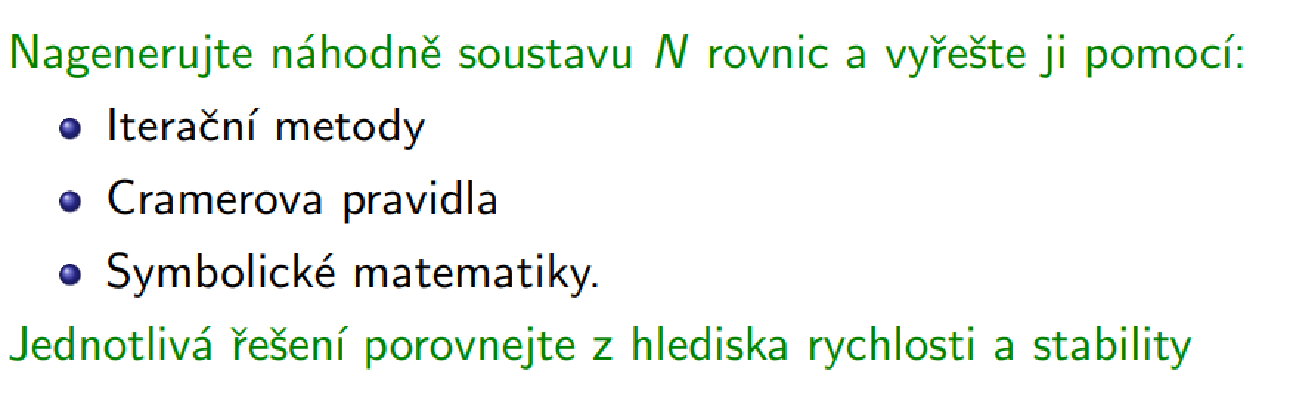 Nagenerujte náhodně soustavu N rovnic a vyřešte ji pomocí:
Iterační metody
Cramerova pravidla
Symbolické matematiky.
Jednotlivá řešení porovnejte z hlediska rychlosti a stability